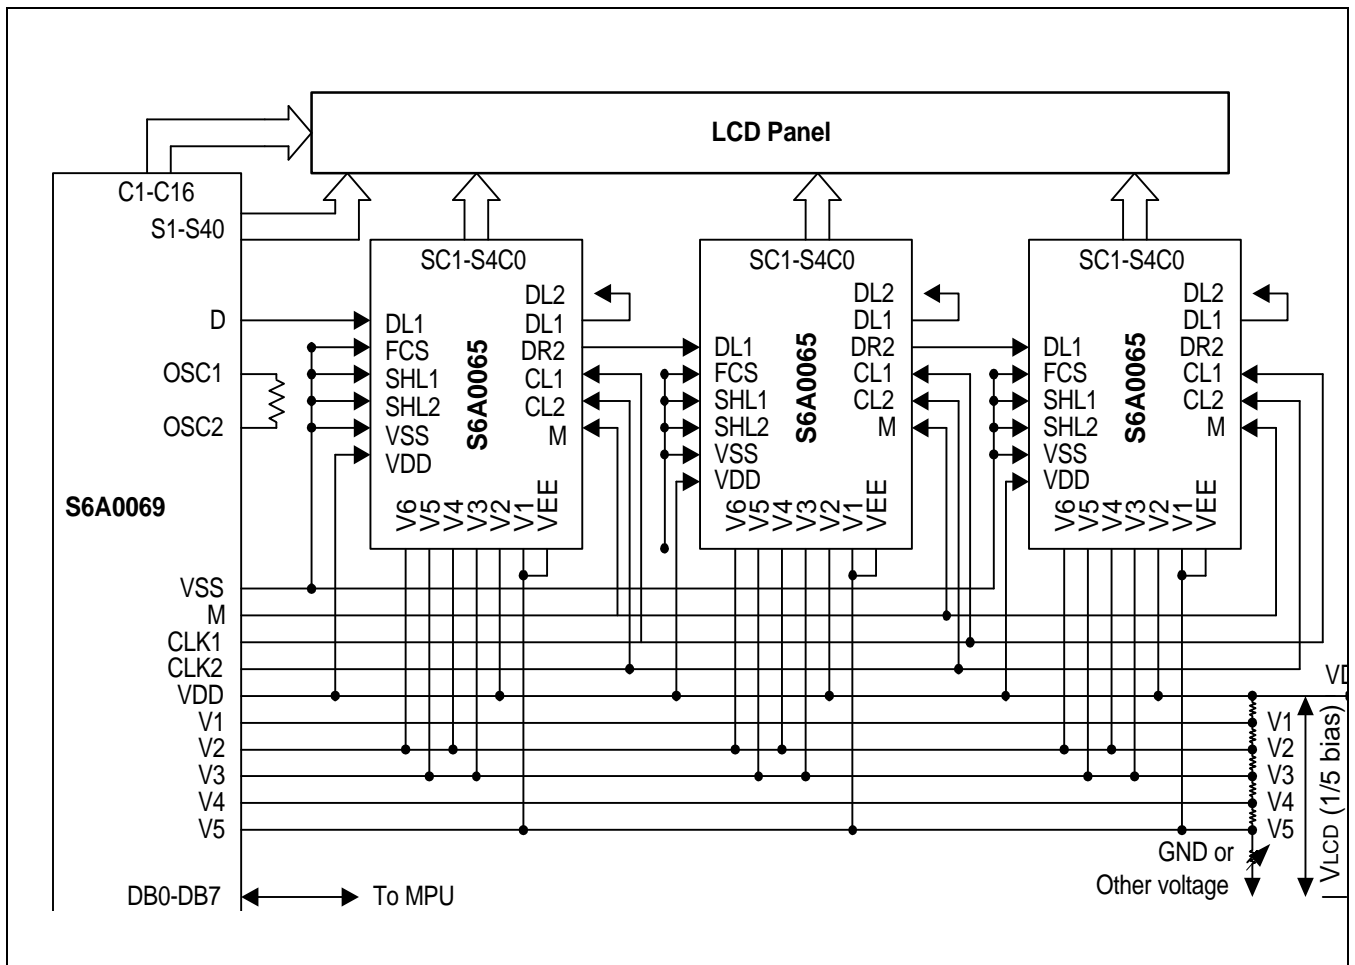 LCD Panel
C1-C16
S1-S40
D
OSC1
OSC2
S6A0069
VSS
M
CLK1
CLK2
VDD
V1
V2
V3
V4
V5
DB0-DB7
To MPU
SC1-S4C0
DL2
DL1
DR2
CL1
CL2
M
DL1
FCS
SHL1
SHL2
VSS
VDD
S6A0065
V6
V5
V4
V3
V2
V1
VEE
SC1-S4C0
DL2
DL1
DR2
CL1
CL2
M
DL1
FCS
SHL1
SHL2
VSS
VDD
S6A0065
V6
V5
V4
V3
V2
V1
VEE
SC1-S4C0
DL2
DL1
DR2
CL1
CL2
M
DL1
FCS
SHL1
SHL2
VSS
VDD
S6A0065
V6
V5
V4
V3
V2
V1
VEE
V1
V2
V3
V4
V5
GND or
Other voltage
VLCD (1/5 bias)